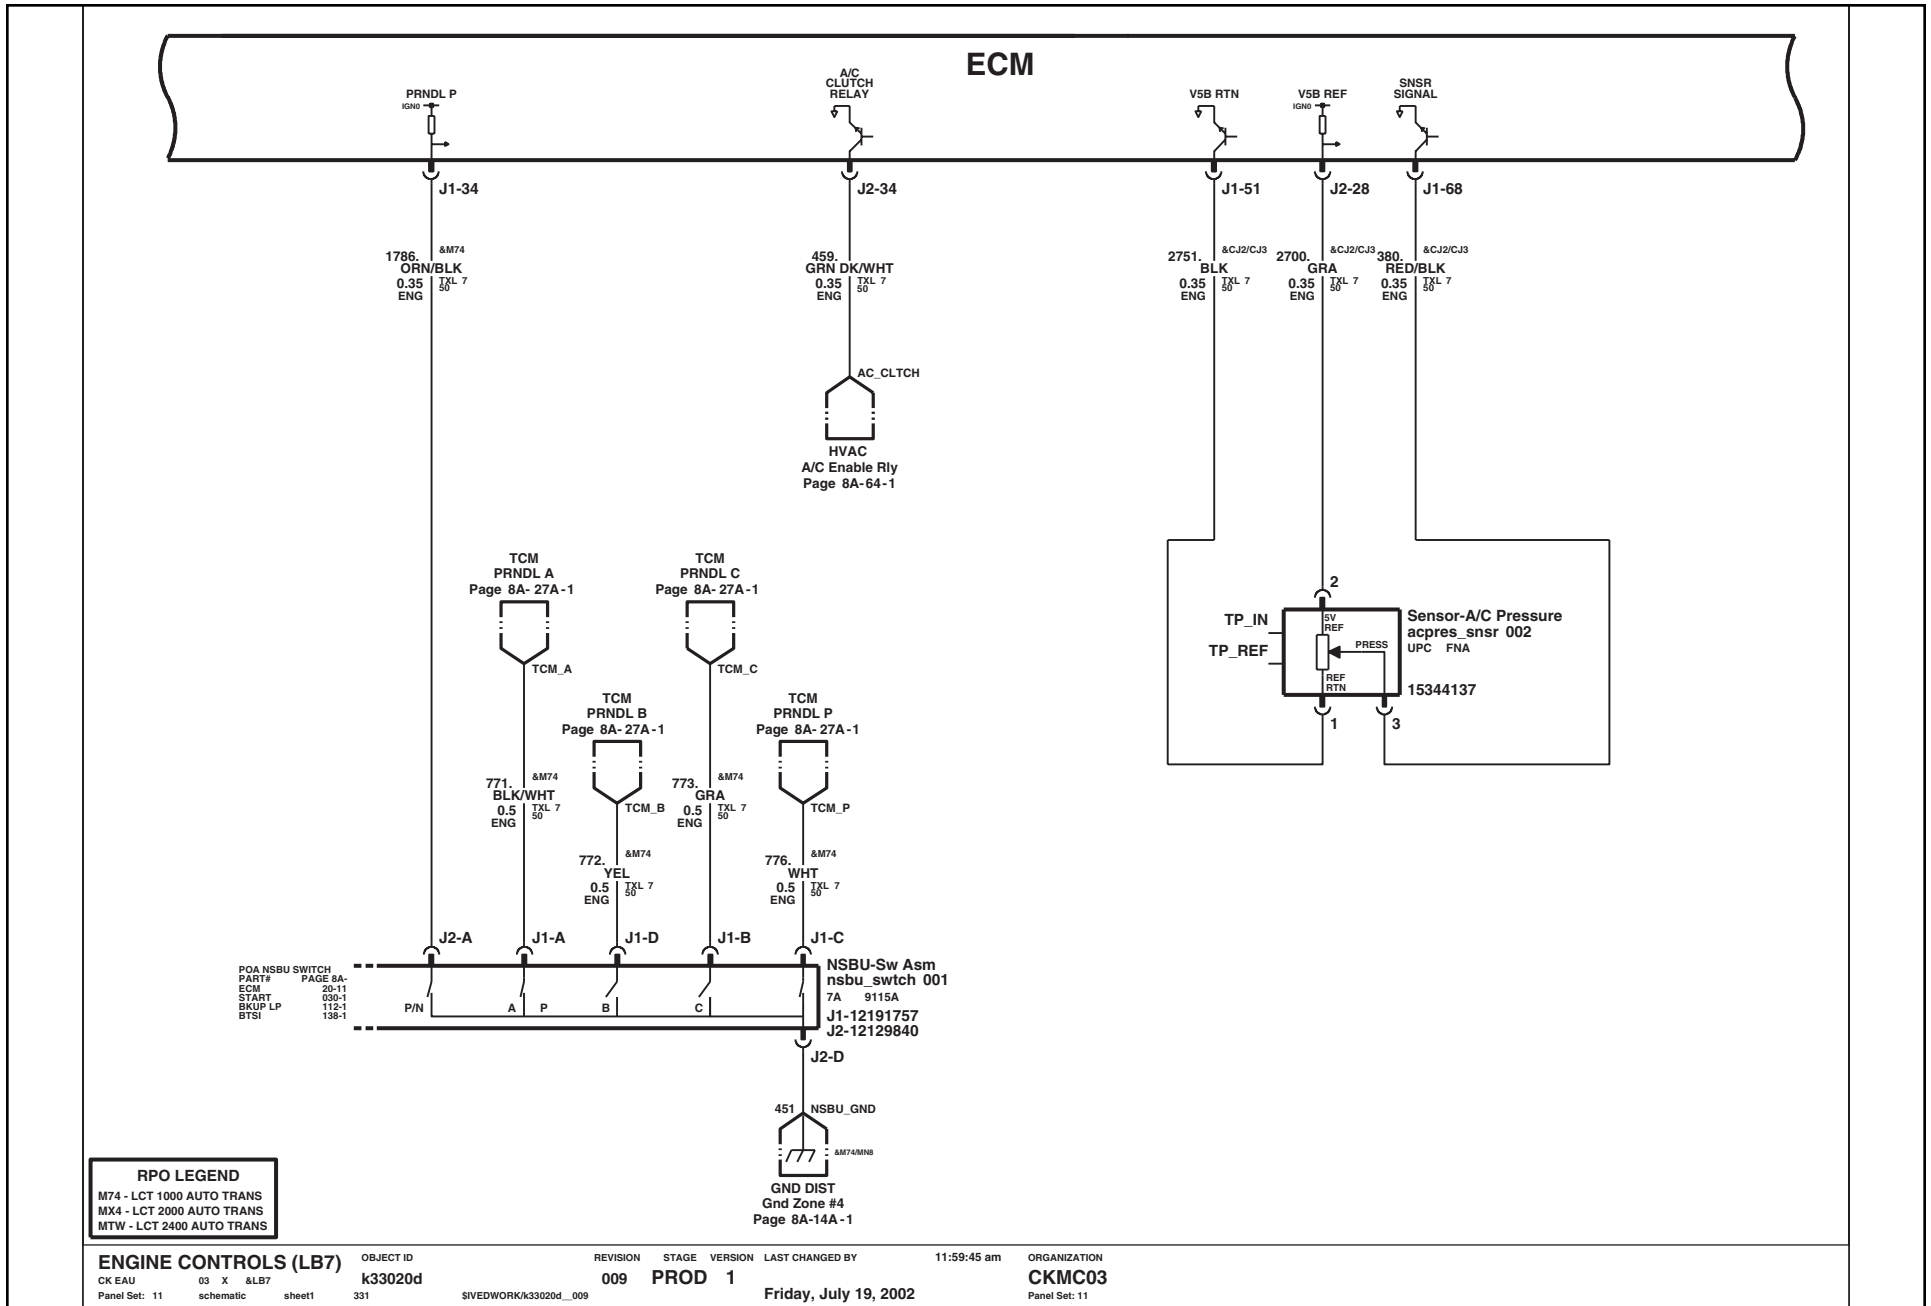 ECM
PRNDL P
IGN0
A/C
CLUTCH
RELAY
V5B RTN
V5B REF
IGN0
SNSR
SIGNAL
J1-34
J2-34
J1-51
J2-28
J1-68
1786. &M74
ORN/BLK
0.35 TXL 7
ENG 50
459.
GRN DK/WHT
0.35 TXL 7
ENG 50
2751. &CJ2/CJ3
BLK
0.35 TXL 7
ENG 50
2700. &CJ2/CJ3
GRA
0.35 TXL 7
ENG 50
380. &CJ2/CJ3
RED/BLK
0.35 TXL 7
ENG 50
AC_CLTCH
HVAC
A/C Enable Rly
Page 8A-64-1
TCM
PRNDL A
Page 8A-27A-1
TCM_A
TCM
PRNDL C
Page 8A-27A-1
TCM_C
TCM
PRNDL B
Page 8A-27A-1
TCM_B
TCM
PRNDL P
Page 8A-27A-1
TCM_P
2
TP_IN
TP_REF
5V
REF
PRESS
REF
RTN
Sensor-A/C Pressure
acpres_snsr 002
UPC FNA
15344137
1
3
771. &M74
BLK/WHT
0.5 TXL 7
ENG 50
773. &M74
GRA
0.5 TXL 7
ENG 50
772. &M74
YEL
0.5 TXL 7
ENG 50
776. &M74
WHT
0.5 TXL 7
ENG 50
J2-A
J1-A
J1-D
J1-B
J1-C
POA NSBU SWITCH
PART# PAGE 8A-
ECM 20-11
START 030-1
BKUP LP 112-1
BTSI 138-1
P/N
A
P
B
C
NSBU-Sw Asm
nsbu_swtch 001
7A 9115A
J1-12191757
J2-12129840
J2-D
451 NSBU_GND
&M74/MN8
GND DIST
Gnd Zone #4
Page 8A-14A-1
RPO LEGEND
M74 - LCT 1000 AUTO TRANS
MX4 - LCT 2000 AUTO TRANS
MTW - LCT 2400 AUTO TRANS
ENGINE CONTROLS (LB7)
CK EAU 03 X &LB7
Panel Set: 11 schematic sheet1 331
OBJECT ID
k33020d
$IVEDWORK/k33020d__009
REVISION STAGE VERSION LAST CHANGED BY 11:59:45 am
009 PROD 1
Friday, July 19, 2002
ORGANIZATION
CKMC03
Panel Set: 11